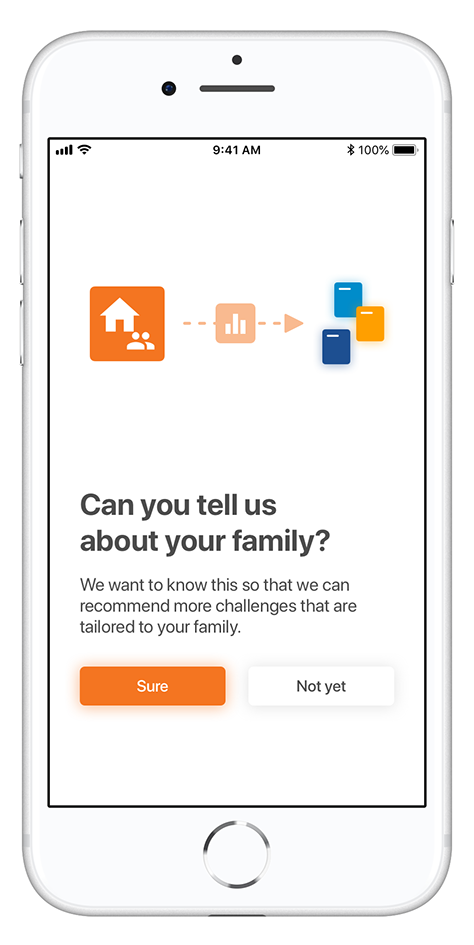 9:41 AM
100%
Can you tell us
about your family?
We want to know this so that we can
recommend more challenges that are
tailored to your family.
Sure
Not yet